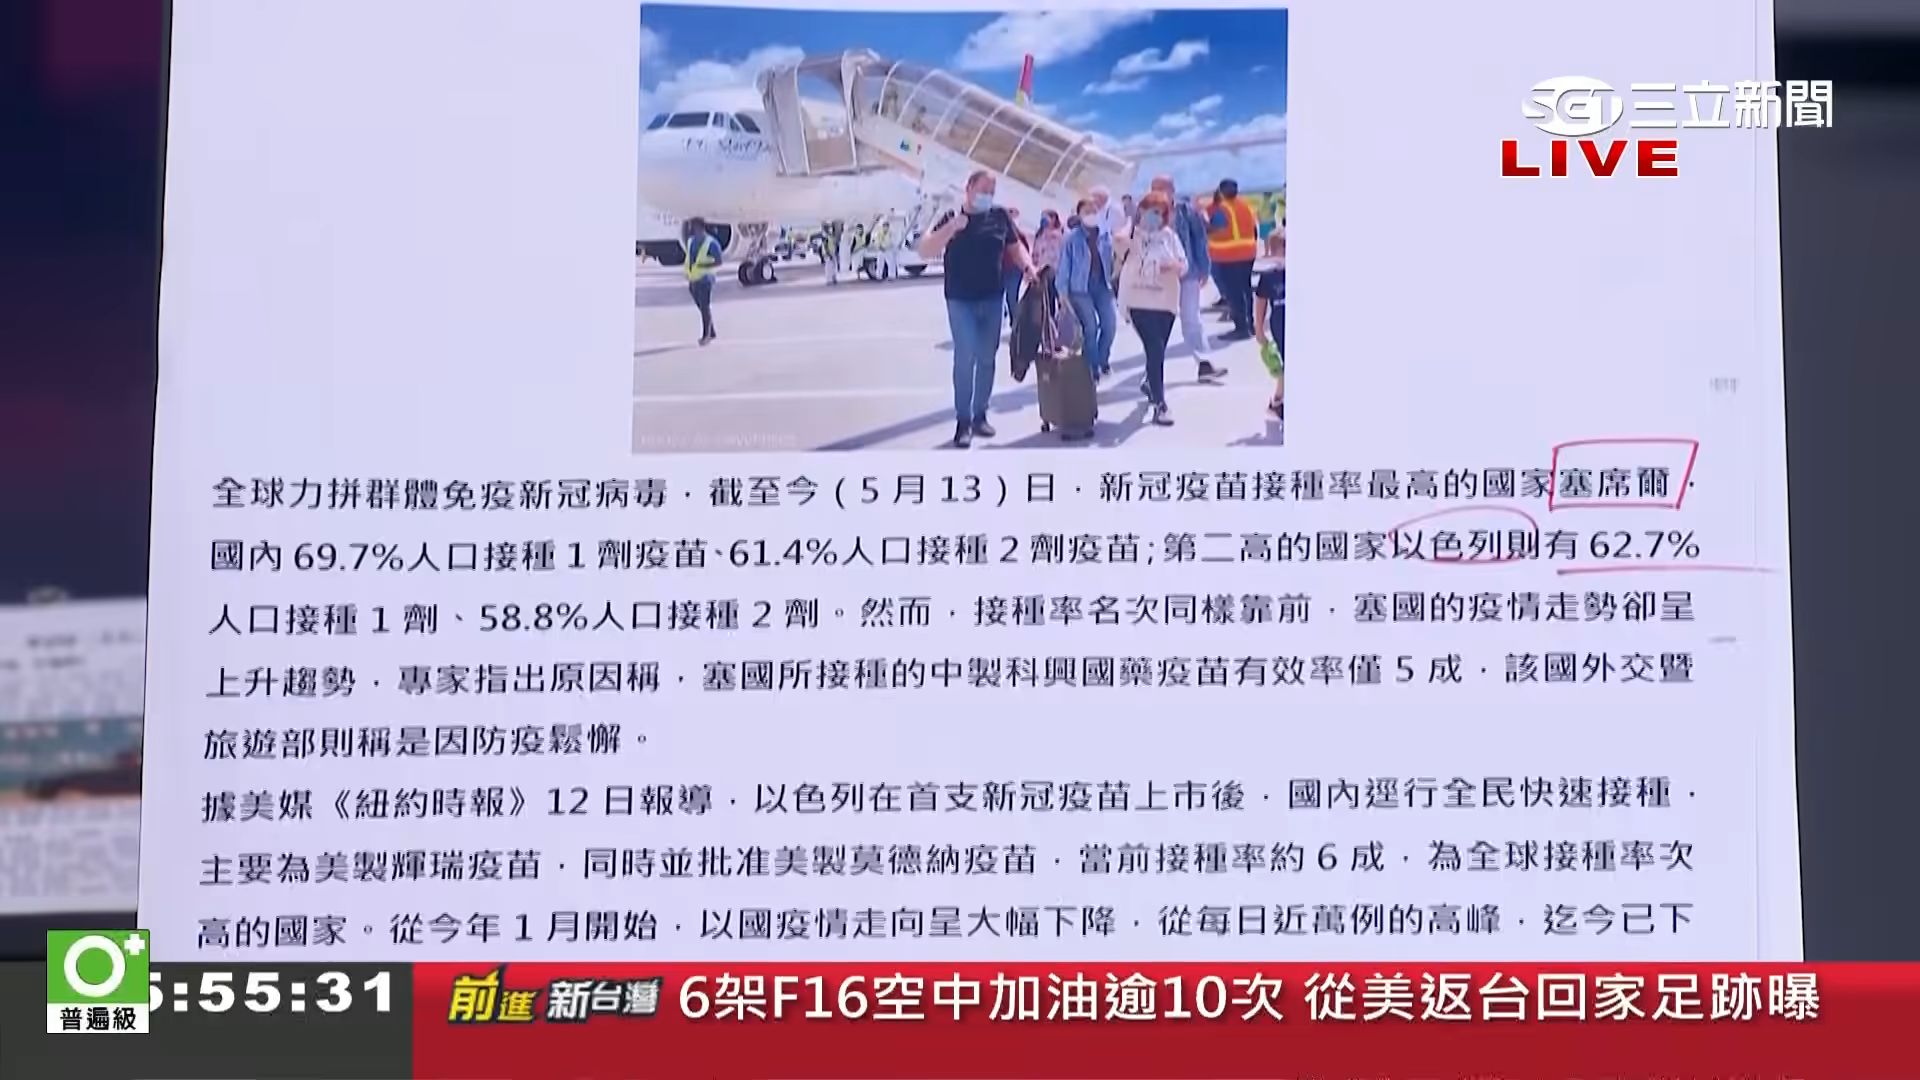 SET三立新聞
LIVE
全球力拼群體免疫新冠病毒，截至今（5月13）日，新冠疫苗接種率最高的國家塞席爾，
國內69.7%人口接種1劑疫苗、61.4%人口接種2劑疫苗；第二高的國家以色列則有62.7%
人口接種1劑、58.8%人口接種2劑。然而，接種率名次同樣靠前，塞國的疫情走勢卻呈
上升趨勢，專家指出原因稱，塞國所接種的中製科興國藥疫苗有效率僅5成，該國外交暨
旅遊部則稱是因防疫鬆懈。
據美媒《紐約時報》12日報導，以色列在首支新冠疫苗上市後，國內逕行全民快速接種，
主要為美製輝瑞疫苗，同時並批准美製莫德納疫苗，當前接種率約6成，為全球接種率次
高的國家。從今年1月開始，以國疫情走向呈大幅下降，從每日近萬例的高峰，迄今已下
普遍級
5:55:31
前進新台灣
6架F16空中加油逾10次 從美返台回家足跡曝